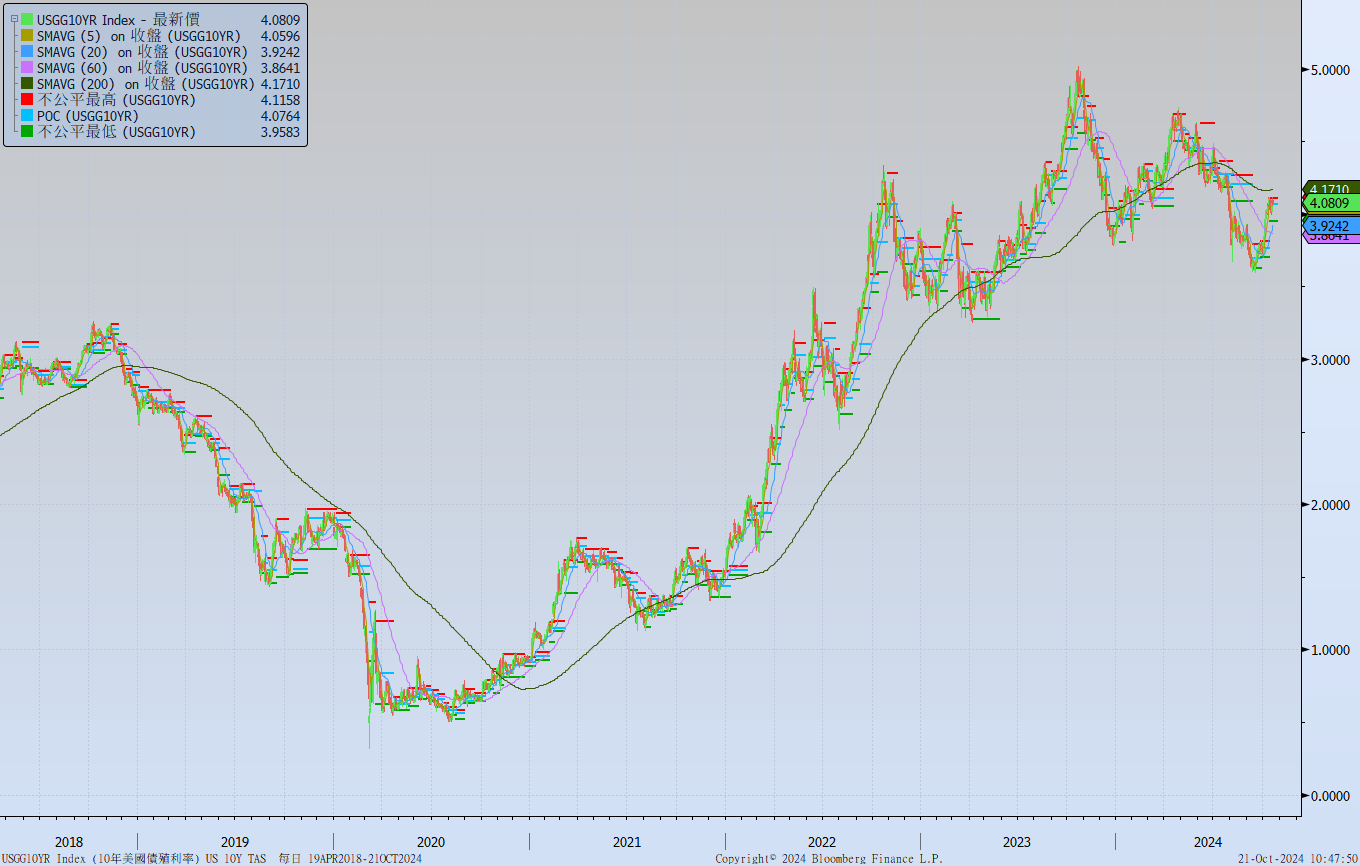 USGG10YR Index - 最新價 4.0809
SMAVG (5) on 收盤 (USGG10YR) 4.0596
SMAVG (20) on 收盤 (USGG10YR) 3.9242
SMAVG (60) on 收盤 (USGG10YR) 3.8641
SMAVG (200) on 收盤 (USGG10YR) 4.1710
不公平最高 (USGG10YR) 4.1158
POC (USGG10YR) 4.0764
不公平最低 (USGG10YR) 3.9583
5.0000
4.1710
4.0809
3.9242
3.8641
3.0000
2.0000
1.0000
0.0000
2018 2019 2020 2021 2022 2023 2024
USGG10YR Index (10年美國債殖利率) US 10Y TAS 每日 19APR2018-21OCT2024 Copyright© 2024 Bloomberg Finance L.P. 21-Oct-2024 10:47:50